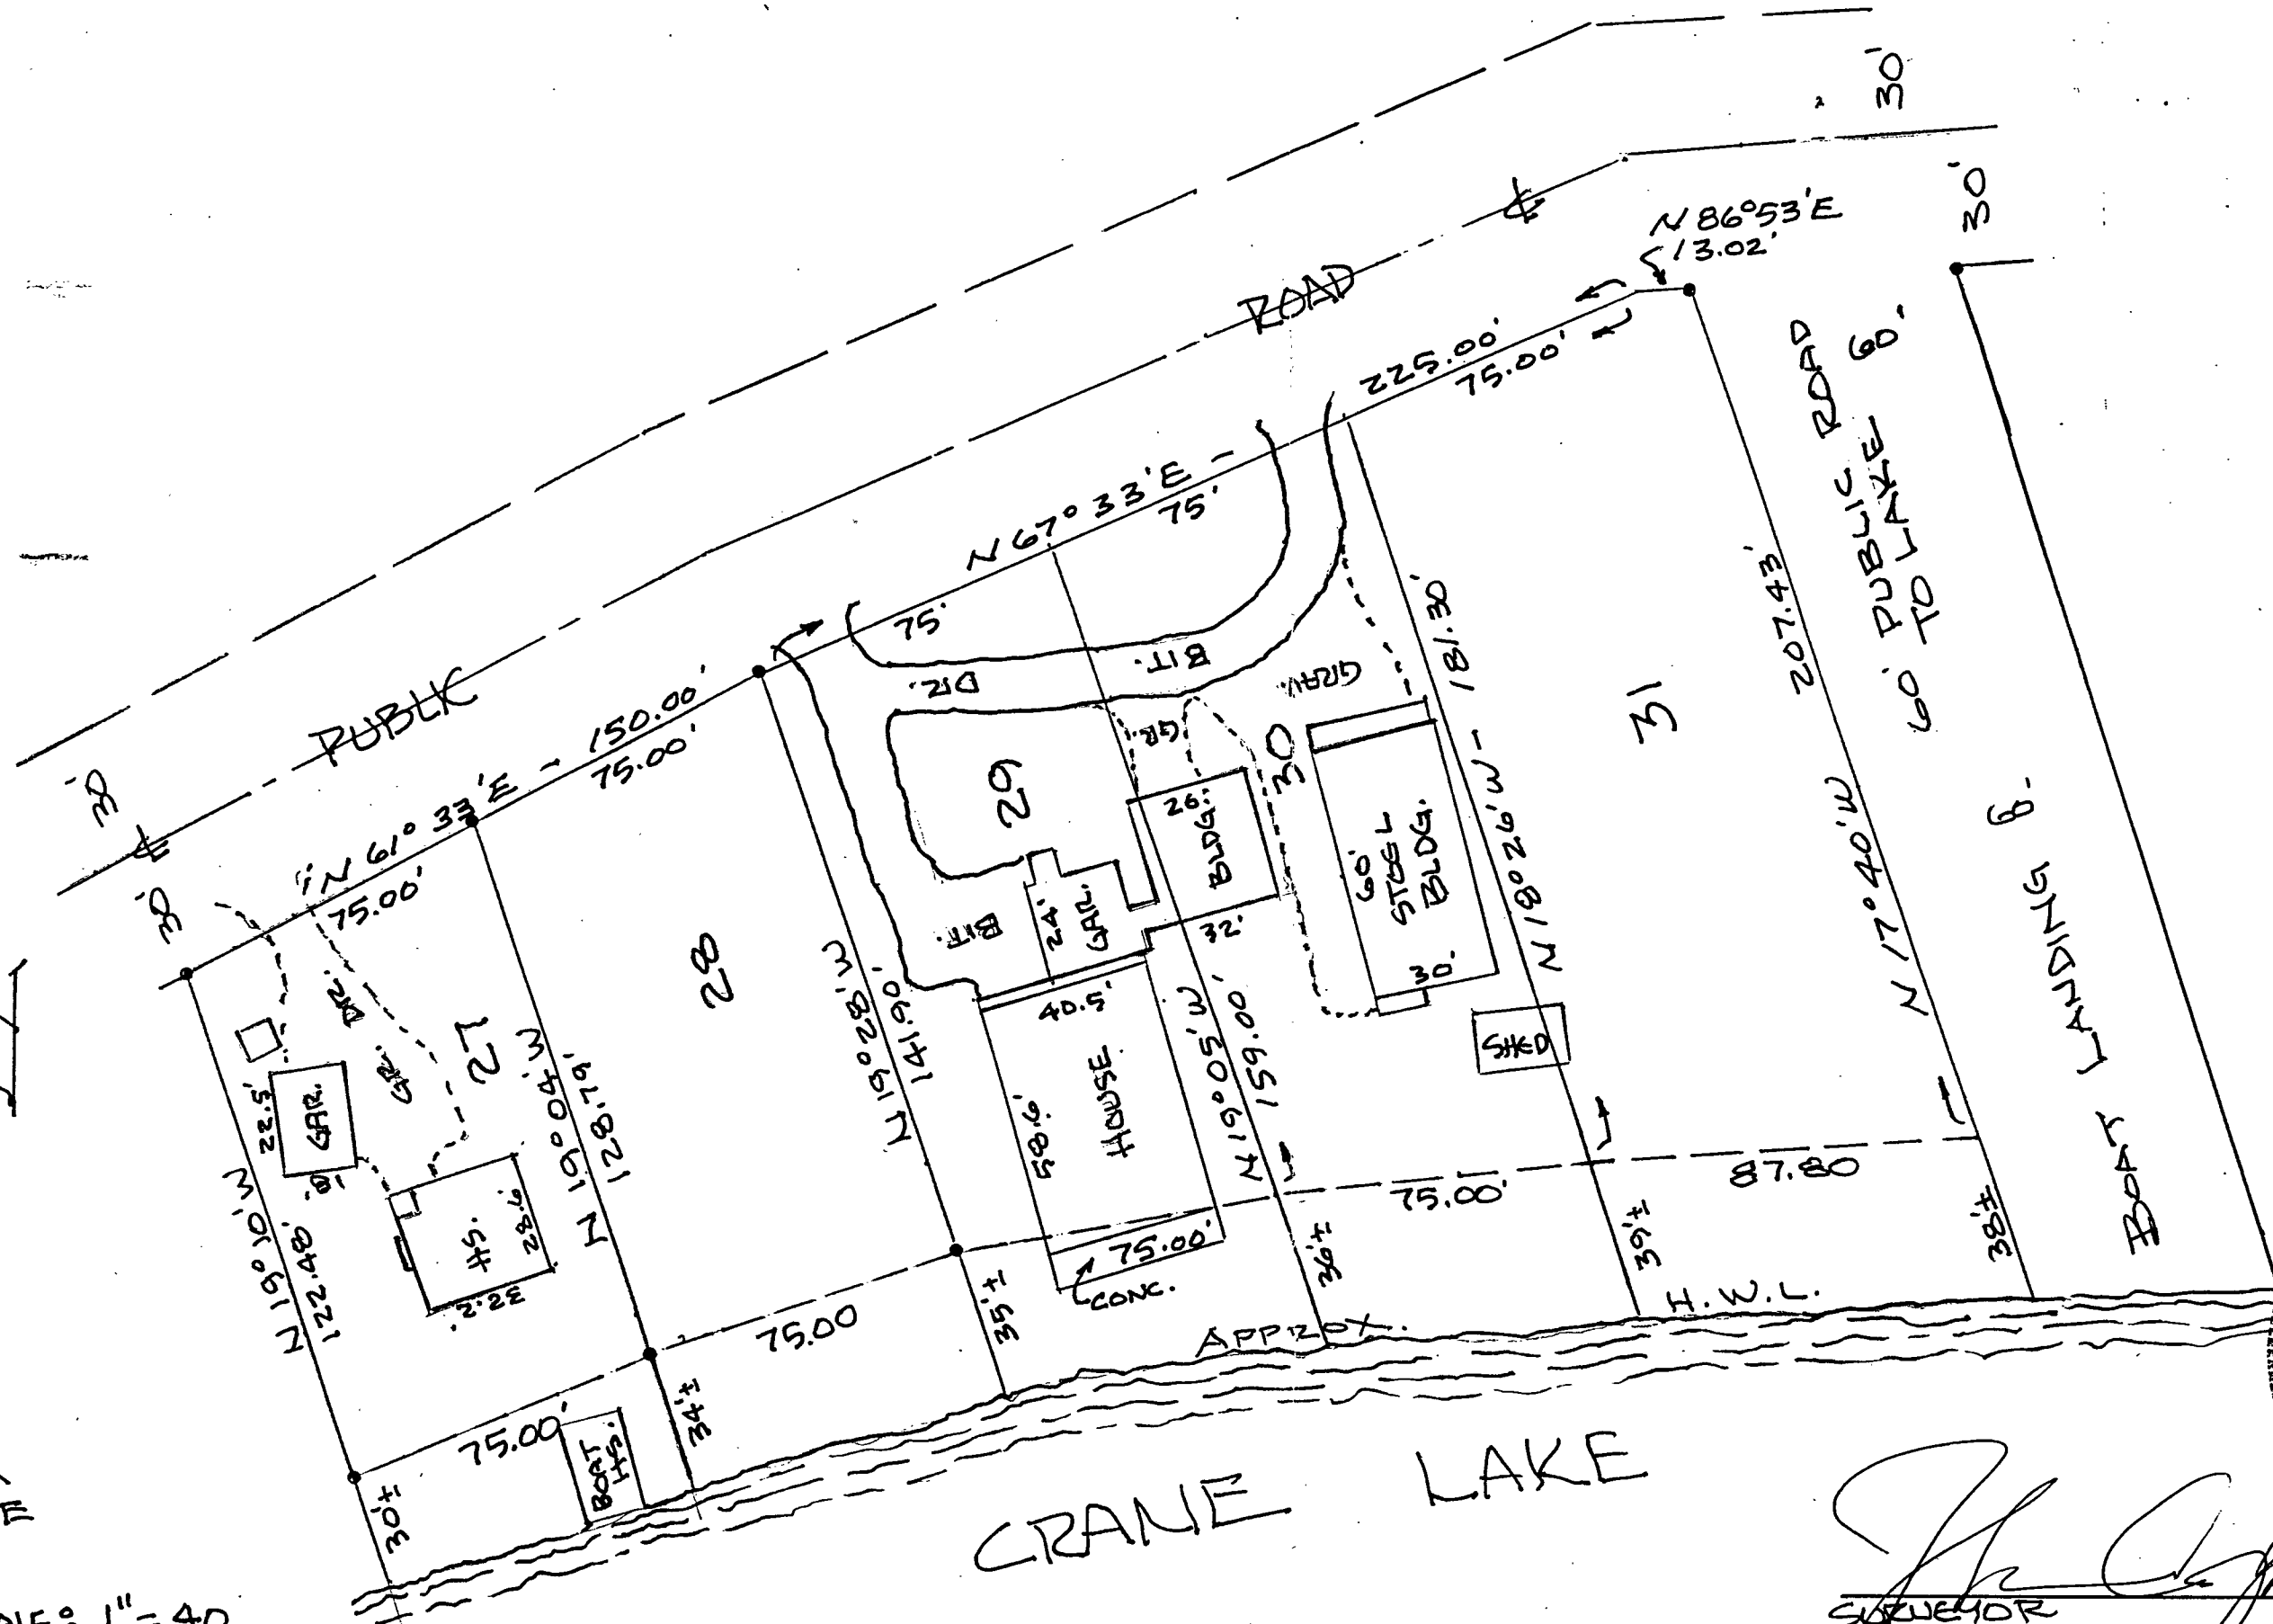 30'
30'
N 86°53'E
13.02'
℄
ROAD
225.00'
75.00'
ROAD
60' PUBLIC
TO LAKE 60'
N 67° 33'E -
75'
75'
PUBLIC
150.00'
75.00'
30'
℄
30'
N 61° 33'E -
75.00'
BIT.
DR.
GRAV.
GR.
181.30'
N 18°26'W -
31
207.43'
N 17°40'W
BOAT LANDING 6
29
30
26'
BLDG.
32'
60'
STEEL
BLDG.
30'
BIT.
24'
GAR.
28
N 19°28'W
141.90'
40.5'
58.6'
HOUSE
N 19°05'W
159.00'
SHED
DR.
GR.
27
22.5'
GAR.
18'
N 19°04'W
128.79'
HS.
28.6'
32.2'
N 19°10'W
122.48'
75.00'
CONC.
75.00'
87.80
75.00
75.00'
BOAT
HS.
30'±
34'±
35'±
36'±
39'±
38'±
APPROX. H.W.L.
CRANE LAKE
E
1" = 40
SURVEYOR